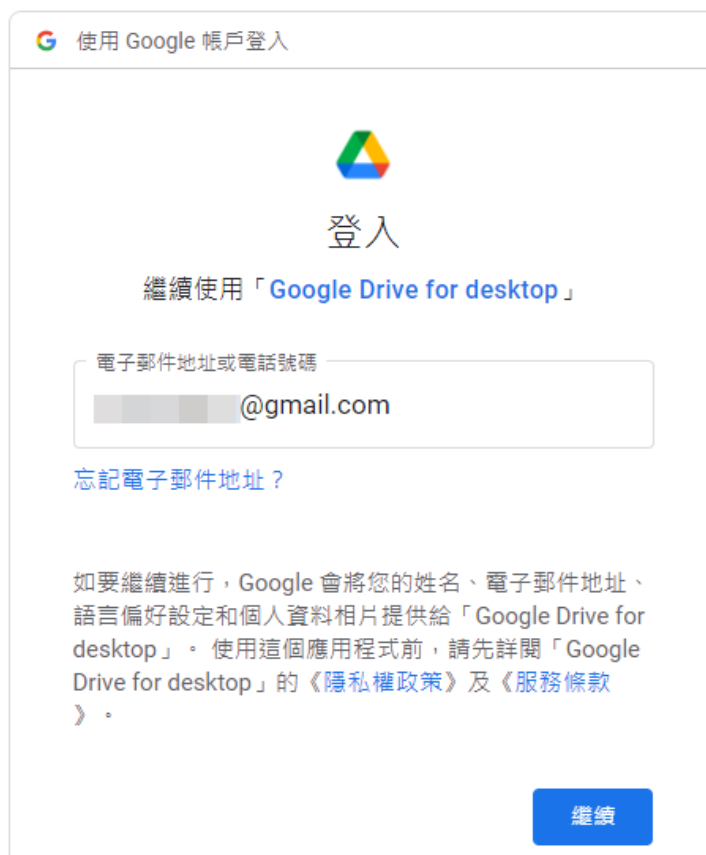 使用 Google 帳戶登入
登入
繼續使用「Google Drive for desktop」
電子郵件地址或電話號碼
@gmail.com
忘記電子郵件地址？
如要繼續進行，Google 會將您的姓名、電子郵件地址、
語言偏好設定和個人資料相片提供給「Google Drive for
desktop」。 使用這個應用程式前，請先詳閱「Google
Drive for desktop」的《隱私權政策》及《服務條款
》。
繼續